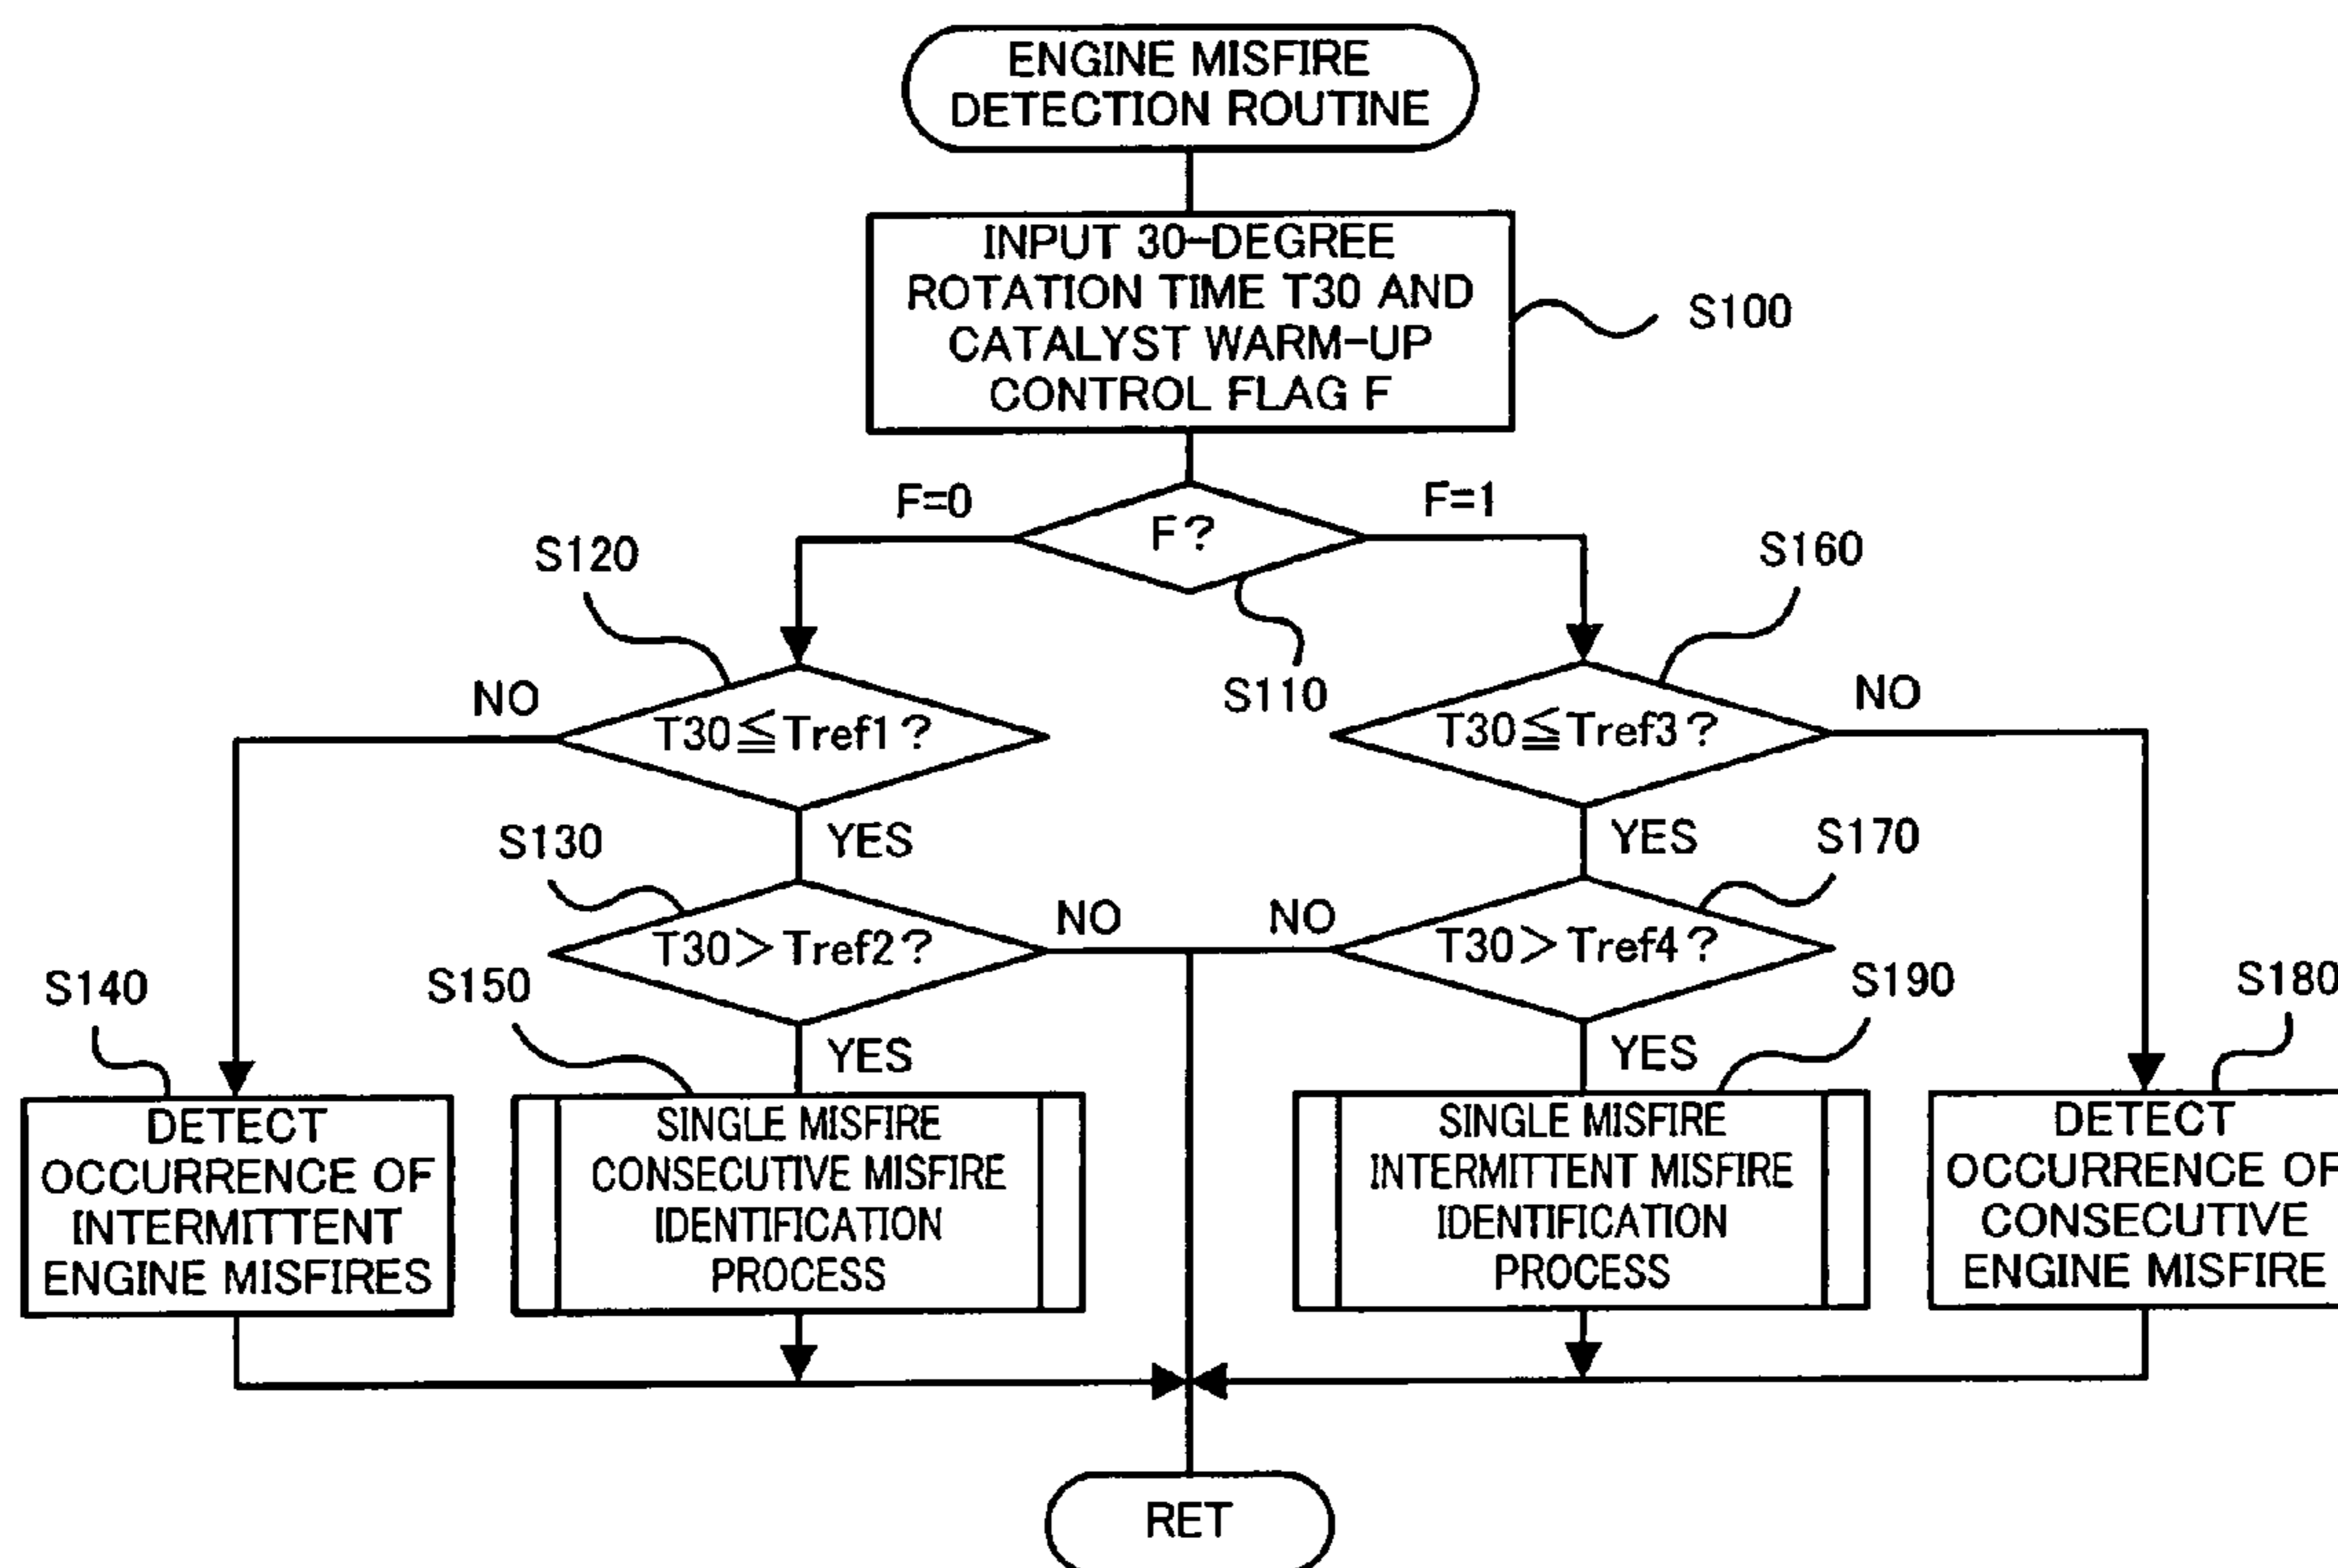 ENGINE MISFIRE
DETECTION ROUTINE
INPUT 30-DEGREE
ROTATION TIME T30 AND
CATALYST WARM-UP
CONTROL FLAG F
S100
F=0
F?
F=1
S110
S120
T30≦Tref1?
NO
YES
S160
T30≦Tref3?
NO
YES
S130
T30>Tref2?
NO
YES
S170
T30>Tref4?
NO
YES
S140
DETECT
OCCURRENCE OF
INTERMITTENT
ENGINE MISFIRES
S150
SINGLE MISFIRE
CONSECUTIVE MISFIRE
IDENTIFICATION
PROCESS
S190
SINGLE MISFIRE
INTERMITTENT MISFIRE
IDENTIFICATION
PROCESS
S180
DETECT
OCCURRENCE OF
CONSECUTIVE
ENGINE MISFIRE
RET